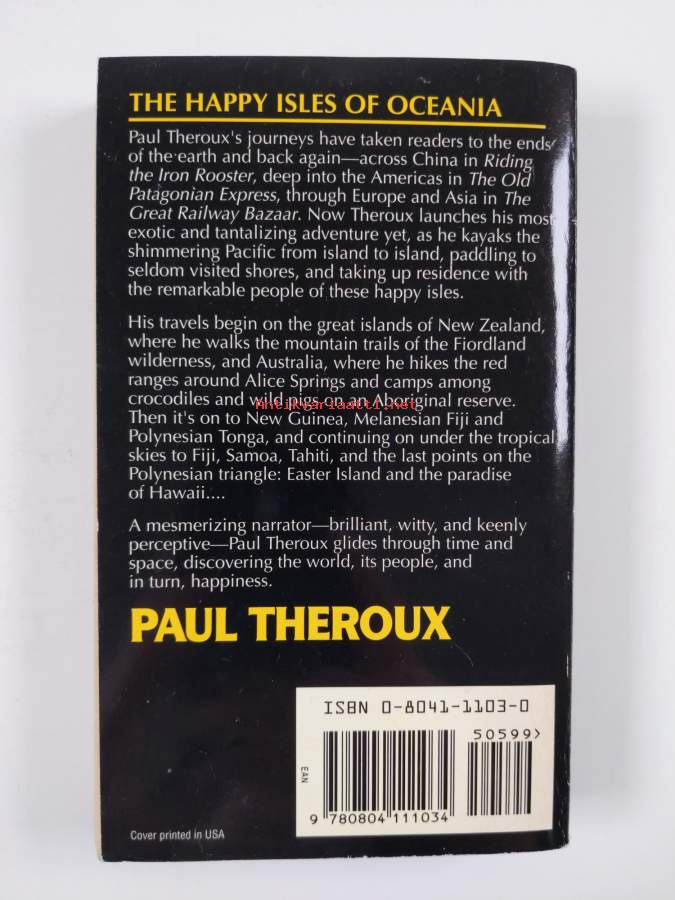 THE HAPPY ISLES OF OCEANIA
Paul Theroux's journeys have taken readers to the ends
of the earth and back again—across China in Riding
the Iron Rooster, deep into the Americas in The Old
Patagonian Express, through Europe and Asia in The
Great Railway Bazaar. Now Theroux launches his most
exotic and tantalizing adventure yet, as he kayaks the
shimmering Pacific from island to island, paddling to
seldom visited shores, and taking up residence with
the remarkable people of these happy isles.
His travels begin on the great islands of New Zealand,
where he walks the mountain trails of the Fiordland
wilderness, and Australia, where he hikes the red
ranges around Alice Springs and camps among
crocodiles and wild pigs on an Aboriginal reserve.
Antikvariaatti.net
Then it's on to New Guinea, Melanesian Fiji and
Polynesian Tonga, and continuing on under the tropical
skies to Fiji, Samoa, Tahiti, and the last points on the
Polynesian triangle: Easter Island and the paradise
of Hawaii....
A mesmerizing narrator—brilliant, witty, and keenly
perceptive—Paul Theroux glides through time and
space, discovering the world, its people, and
in turn, happiness.
PAUL THEROUX
ISBN 0-8041-1103-0
50599>
EAN
9 780804 111034
Cover printed in USA